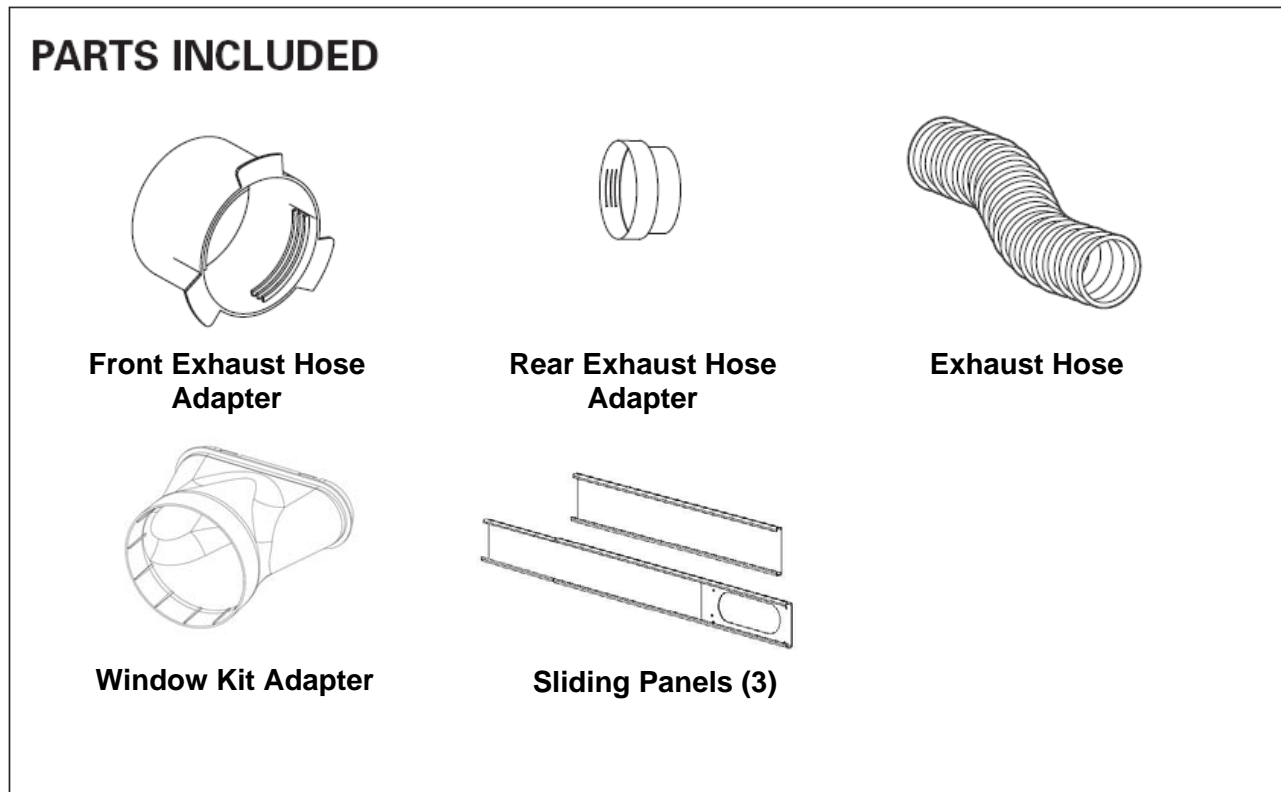 PARTS INCLUDED
Front Exhaust Hose
Adapter
Rear Exhaust Hose
Adapter
Exhaust Hose
Window Kit Adapter
Sliding Panels (3)